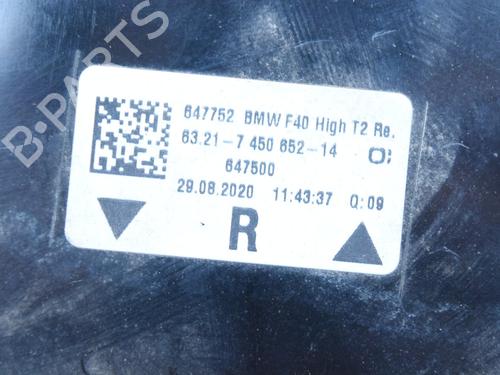 B-PARTS
647752 BMW F40 High T2 Re.
63.21-7 450 652-14
647500
29.08.2020 11:43:37 Q:09
R